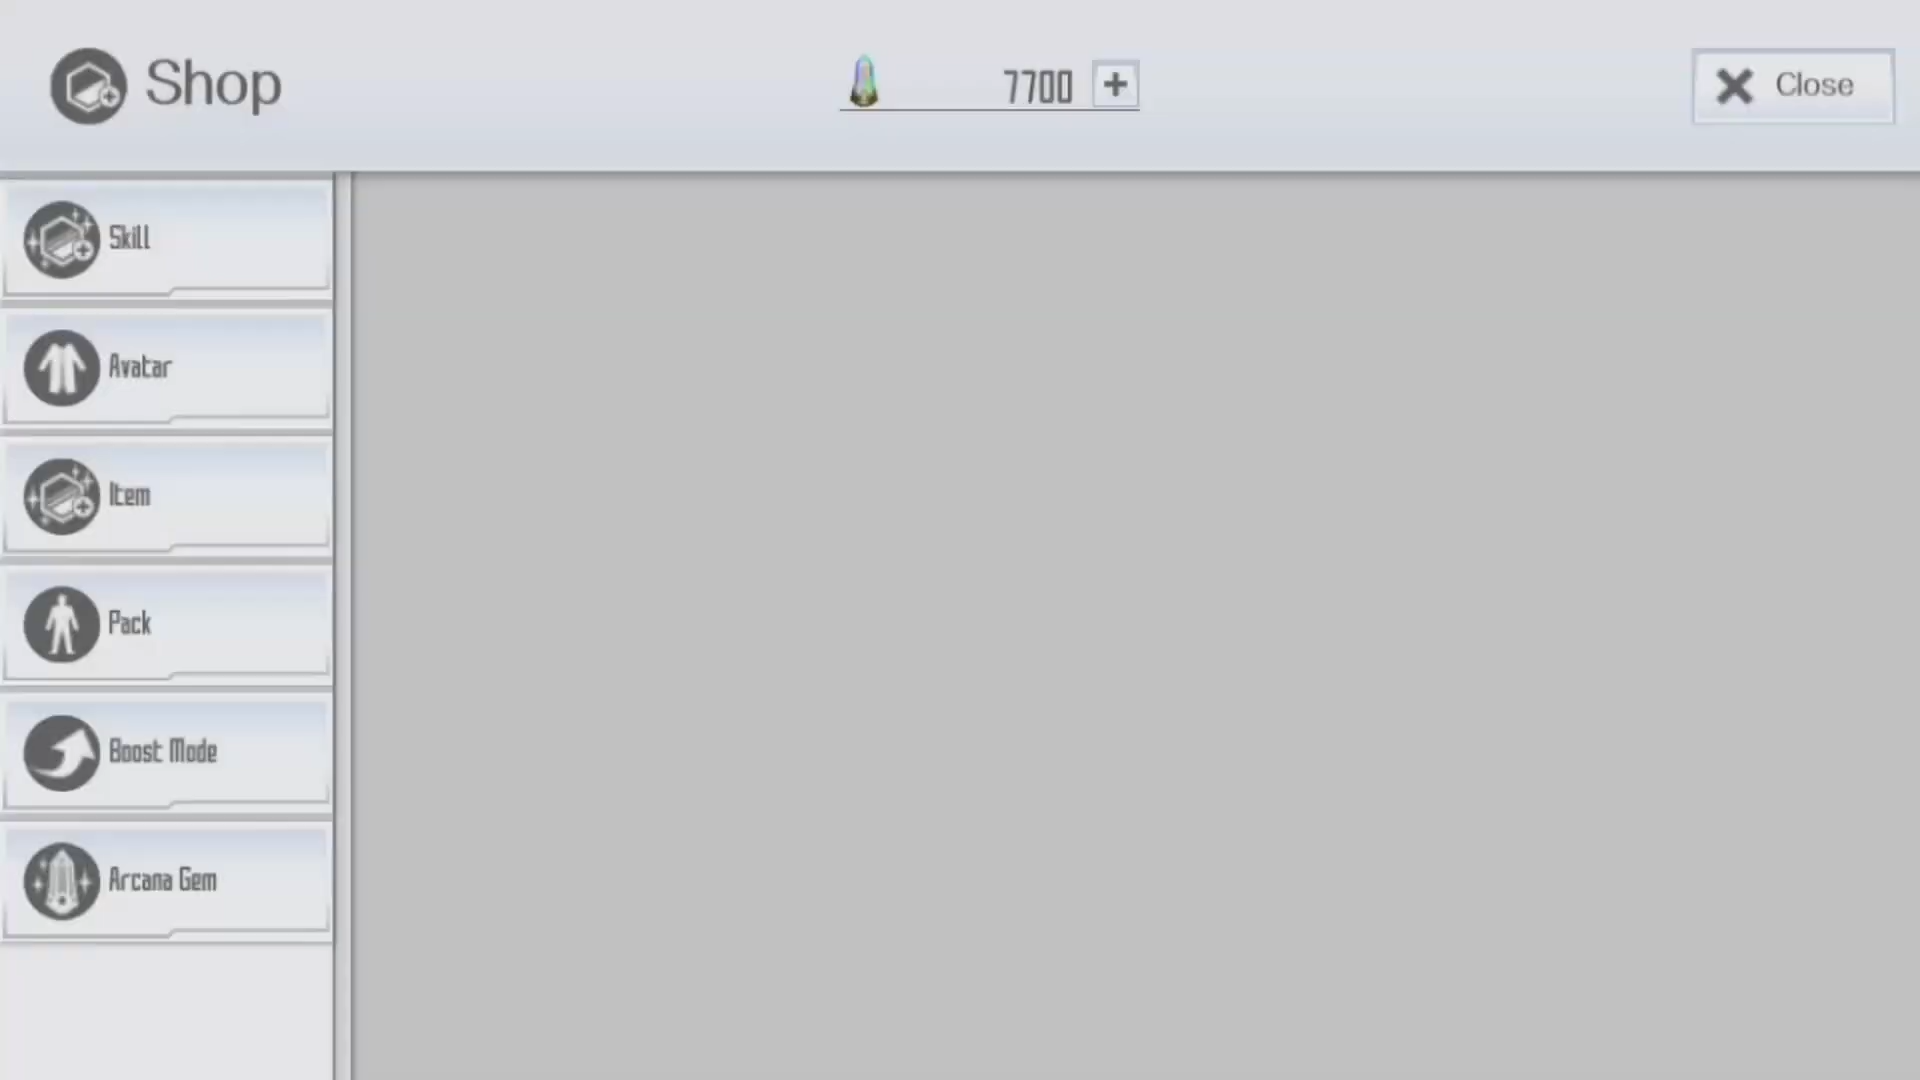 Shop
7700
Close
Skill
Avatar
Item
Pack
Boost Mode
Arcana Gem